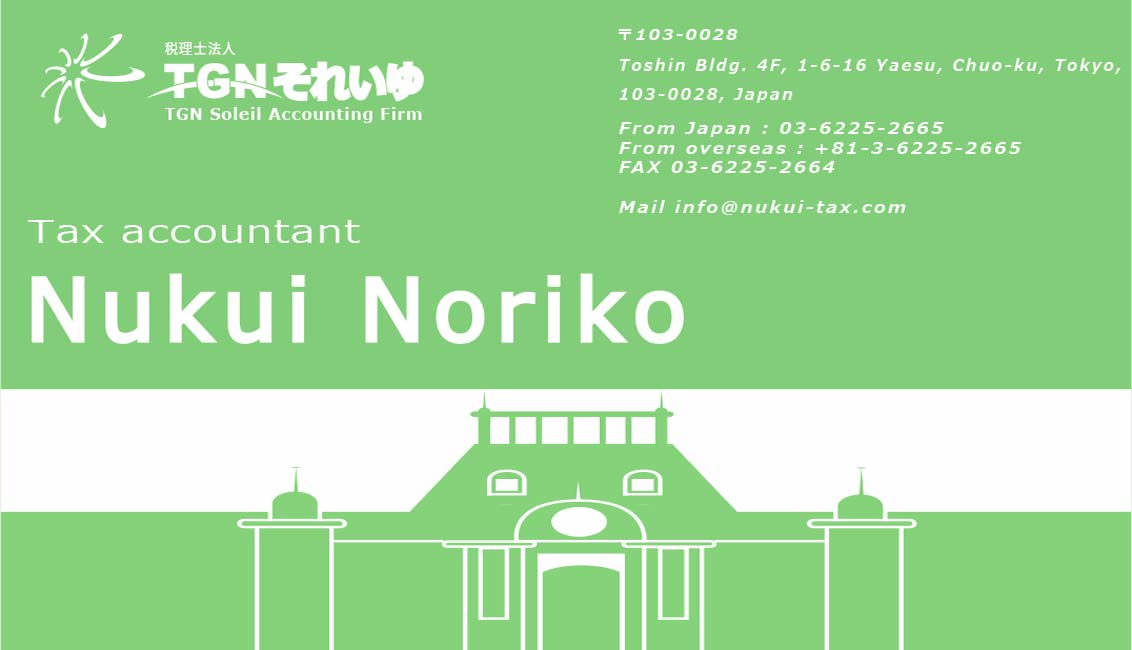 税理士法人
TGNそれいゆ
TGN Soleil Accounting Firm
〒103-0028
Toshin Bldg. 4F, 1-6-16 Yaesu, Chuo-ku, Tokyo,
103-0028, Japan
From Japan : 03-6225-2665
From overseas : +81-3-6225-2665
FAX 03-6225-2664
Mail info@nukui-tax.com
Tax accountant
Nukui Noriko